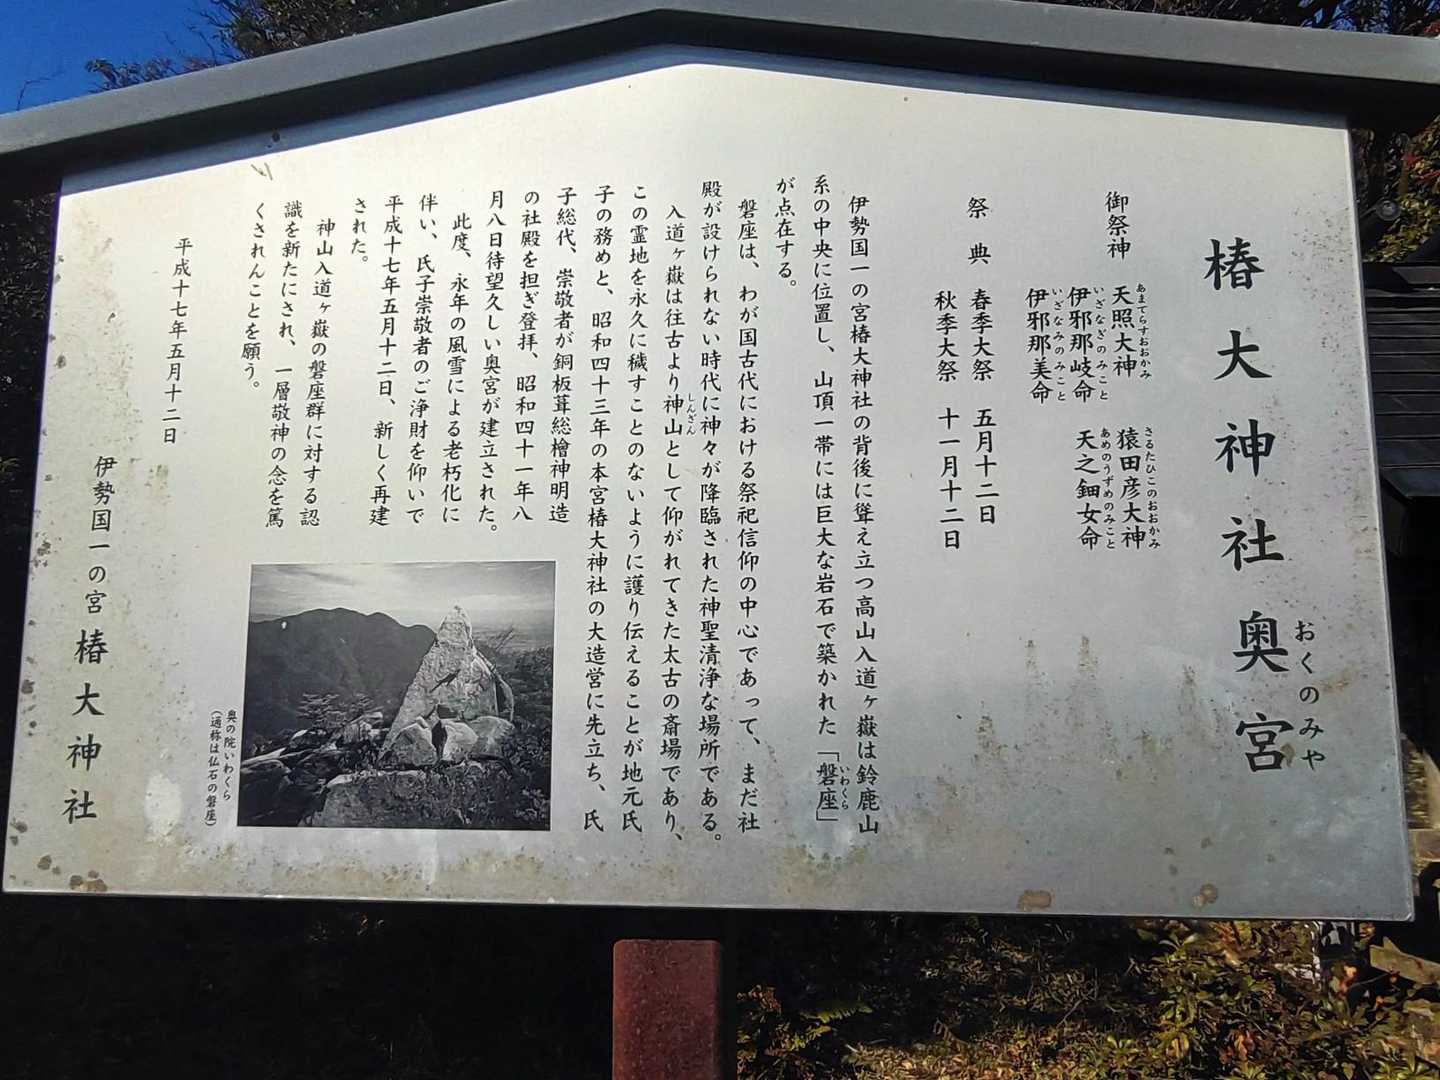 椿大神社奥宮
おくのみや
御祭神
天照大神
あまてらすおおかみ
猿田彦大神
さるたひこのおおかみ
伊邪那岐命
いざなぎのみこと
天之鈿女命
あめのうずめのみこと
伊邪那美命
いざなみのみこと
祭典 春季大祭 五月十二日
秋季大祭 十一月十二日
伊勢国一の宮椿大神社の背後に聳え立つ高山入道ヶ嶽は鈴鹿山
系の中央に位置し、山頂一帯には巨大な岩石で築かれた「磐座」
いわくら
が点在する。
磐座は、わが国古代における祭祀信仰の中心であって、まだ社
殿が設けられない時代に神々が降臨された神聖清浄な場所である。
入道ヶ嶽は往古より神山として仰がれてきた太古の斎場であり、
しんざん
この霊地を永久に穢すことのないように護り伝えることが地元氏
子の務めと、昭和四十三年の本宮椿大神社の大造営に先立ち、氏
子総代、崇敬者が銅板葺総檜神明造
の社殿を担ぎ登拝、昭和四十一年八
月八日待望久しい奥宮が建立された。
此度、永年の風雪による老朽化に
伴い、氏子崇敬者のご浄財を仰いで
平成十七年五月十二日、新しく再建
された。
神山入道ヶ嶽の磐座群に対する認
識を新たにされ、一層敬神の念を篤
くされんことを願う。
奥の院いわくら
(通称は仏石の磐座)
平成十七年五月十二日
伊勢国一の宮 椿大神社